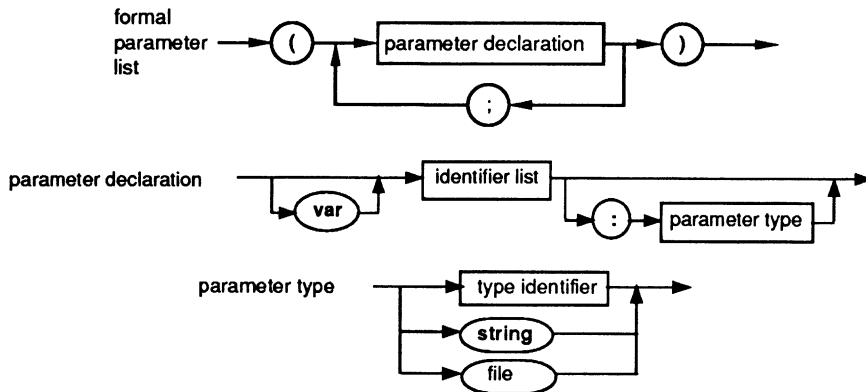 formal
parameter
list
( parameter declaration )
;
parameter declaration
var
identifier list
: parameter type
parameter type
type identifier
string
file